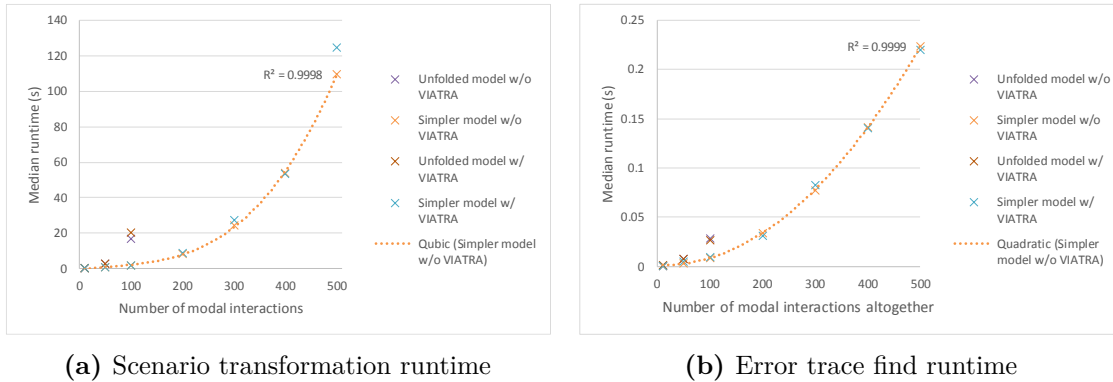 140
120
100
80
60
40
20
0
Median runtime (s)
R² = 0.9998
0 100 200 300 400 500
Number of modal interactions
Unfolded model w/o
VIATRA
Simpler model w/o
VIATRA
Unfolded model w/
VIATRA
Simpler model w/
VIATRA
Qubic (Simpler model
w/o VIATRA)
(a) Scenario transformation runtime
0.25
0.2
0.15
0.1
0.05
0
Median runtime (s)
R² = 0.9999
0 100 200 300 400 500
Number of modal interactions altogether
Unfolded model w/o
VIATRA
Simpler model w/o
VIATRA
Unfolded model w/
VIATRA
Simpler model w/
VIATRA
Quadratic (Simpler
model w/o VIATRA)
(b) Error trace find runtime